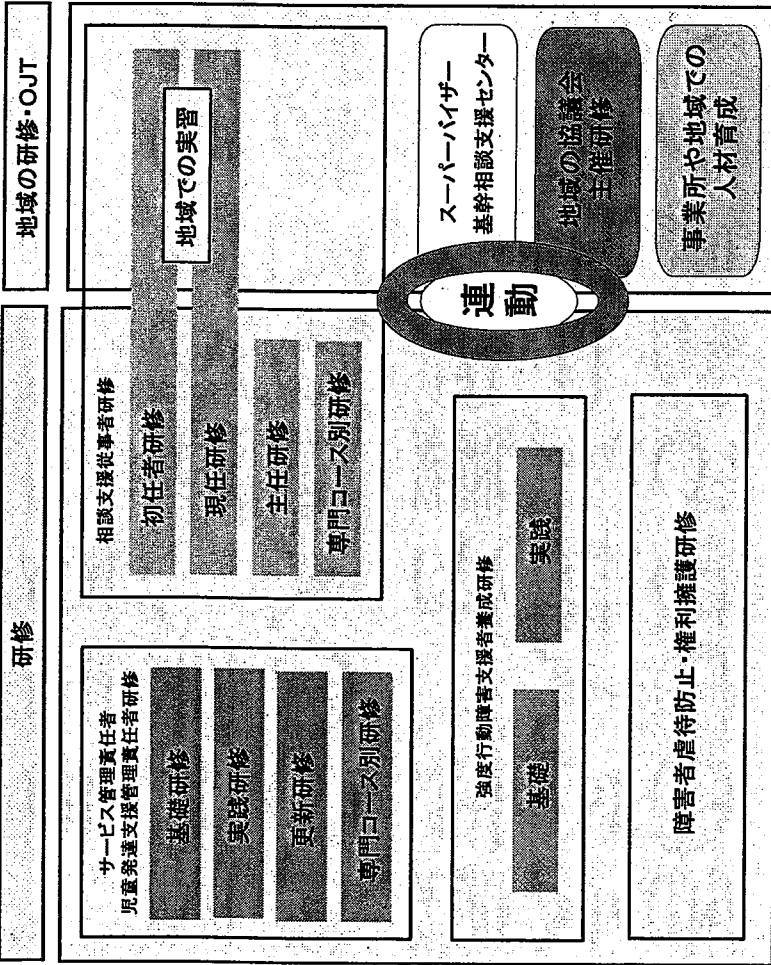 研修
地域の研修・OJT
サービス管理責任者
児童発達支援管理責任者研修
基礎研修
実践研修
更新研修
専門コース別研修
相談支援従事者研修
初任者研修
現任研修
主任研修
専門コース別研修
地域での実習
強度行動障害支援者養成研修
基礎
実践
障害者虐待防止・権利擁護研修
連動
スーパーバイザー
基幹相談支援センター
地域の協議会
主催研修
事業所や地域での
人材育成